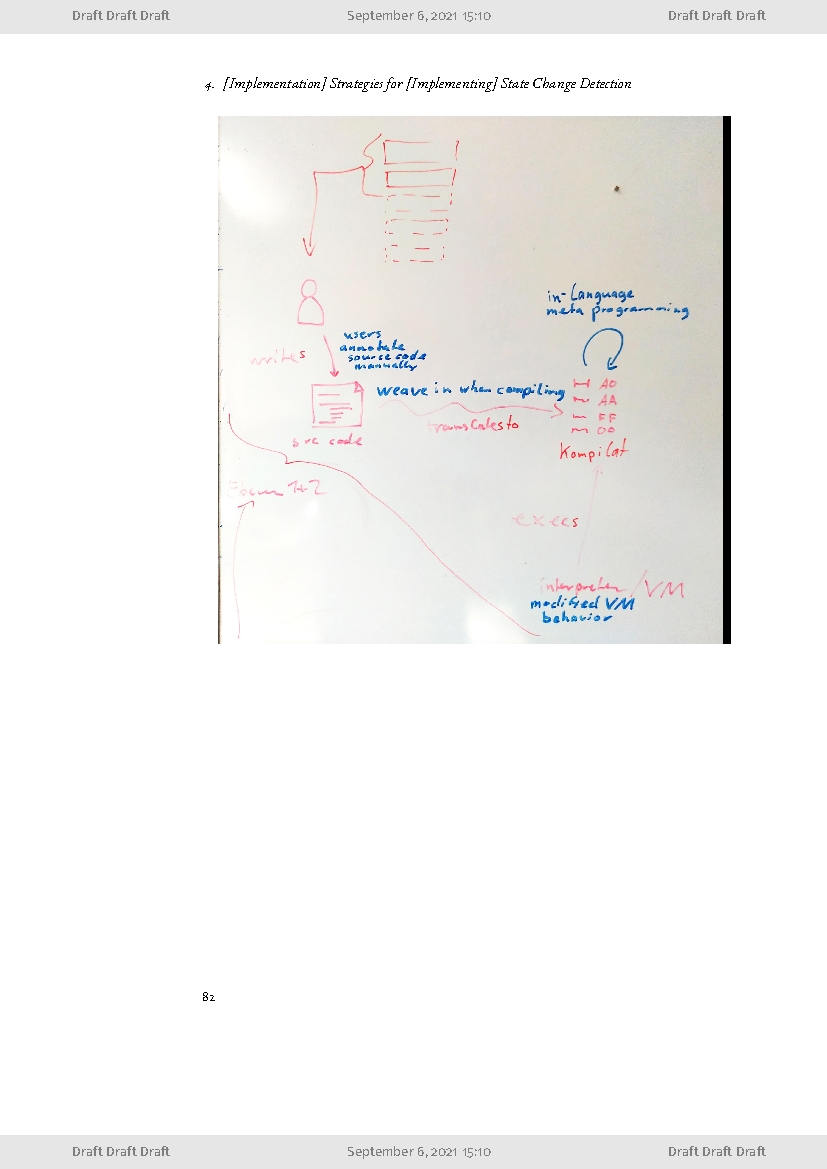 Draft Draft Draft
September 6, 2021 15:10
Draft Draft Draft
4. [Implementation] Strategies for [Implementing] State Change Detection
in-Language
meta programming
users
annotate
source code
manually
writes
weave in when compiling
A0
AA
FF
00
translates to
src code
Kompilat
Ebenen 1+2
execs
interpreter/VM
modified VM
behavior
82
Draft Draft Draft
September 6, 2021 15:10
Draft Draft Draft